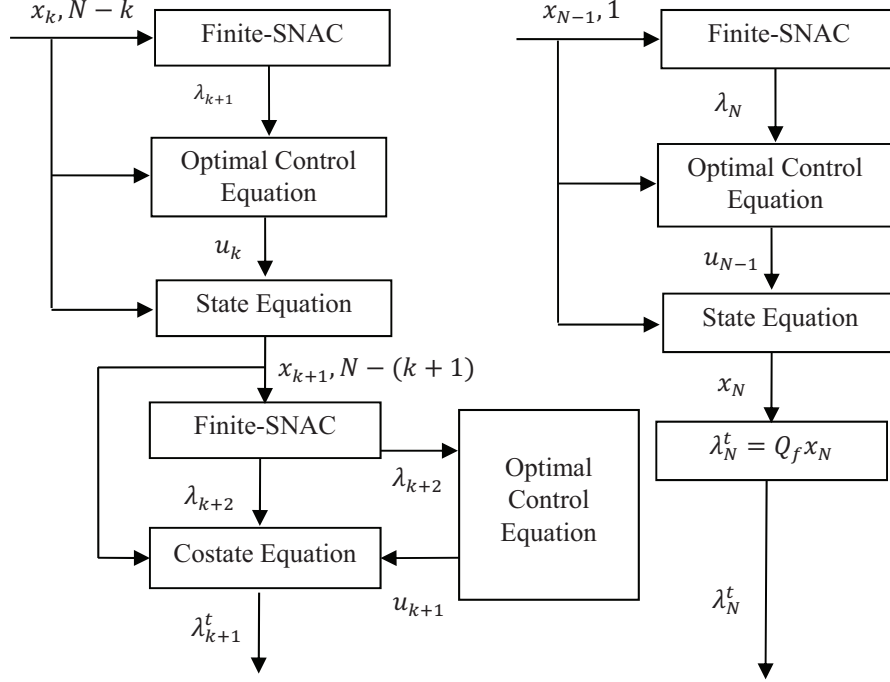 x_k, N − k
Finite-SNAC
λ_{k+1}
Optimal Control
Equation
u_k
State Equation
x_{k+1}, N − (k + 1)
Finite-SNAC
λ_{k+2}
λ_{k+2}
Optimal
Control
Equation
Costate Equation
u_{k+1}
λ^t_{k+1}
x_{N−1}, 1
Finite-SNAC
λ_N
Optimal Control
Equation
u_{N−1}
State Equation
x_N
λ^t_N = Q_f x_N
λ^t_N